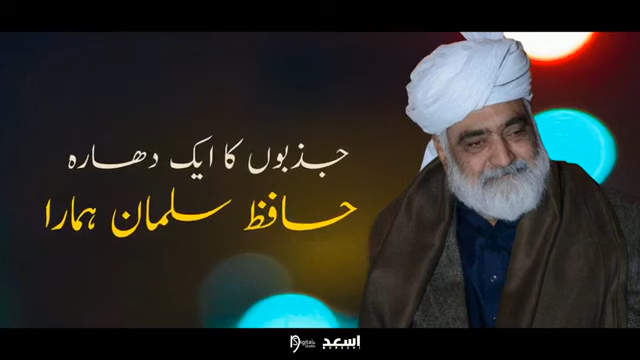 جذبوں کا ایک دھارہ
حافظ سلمان ہمارا
اسعد